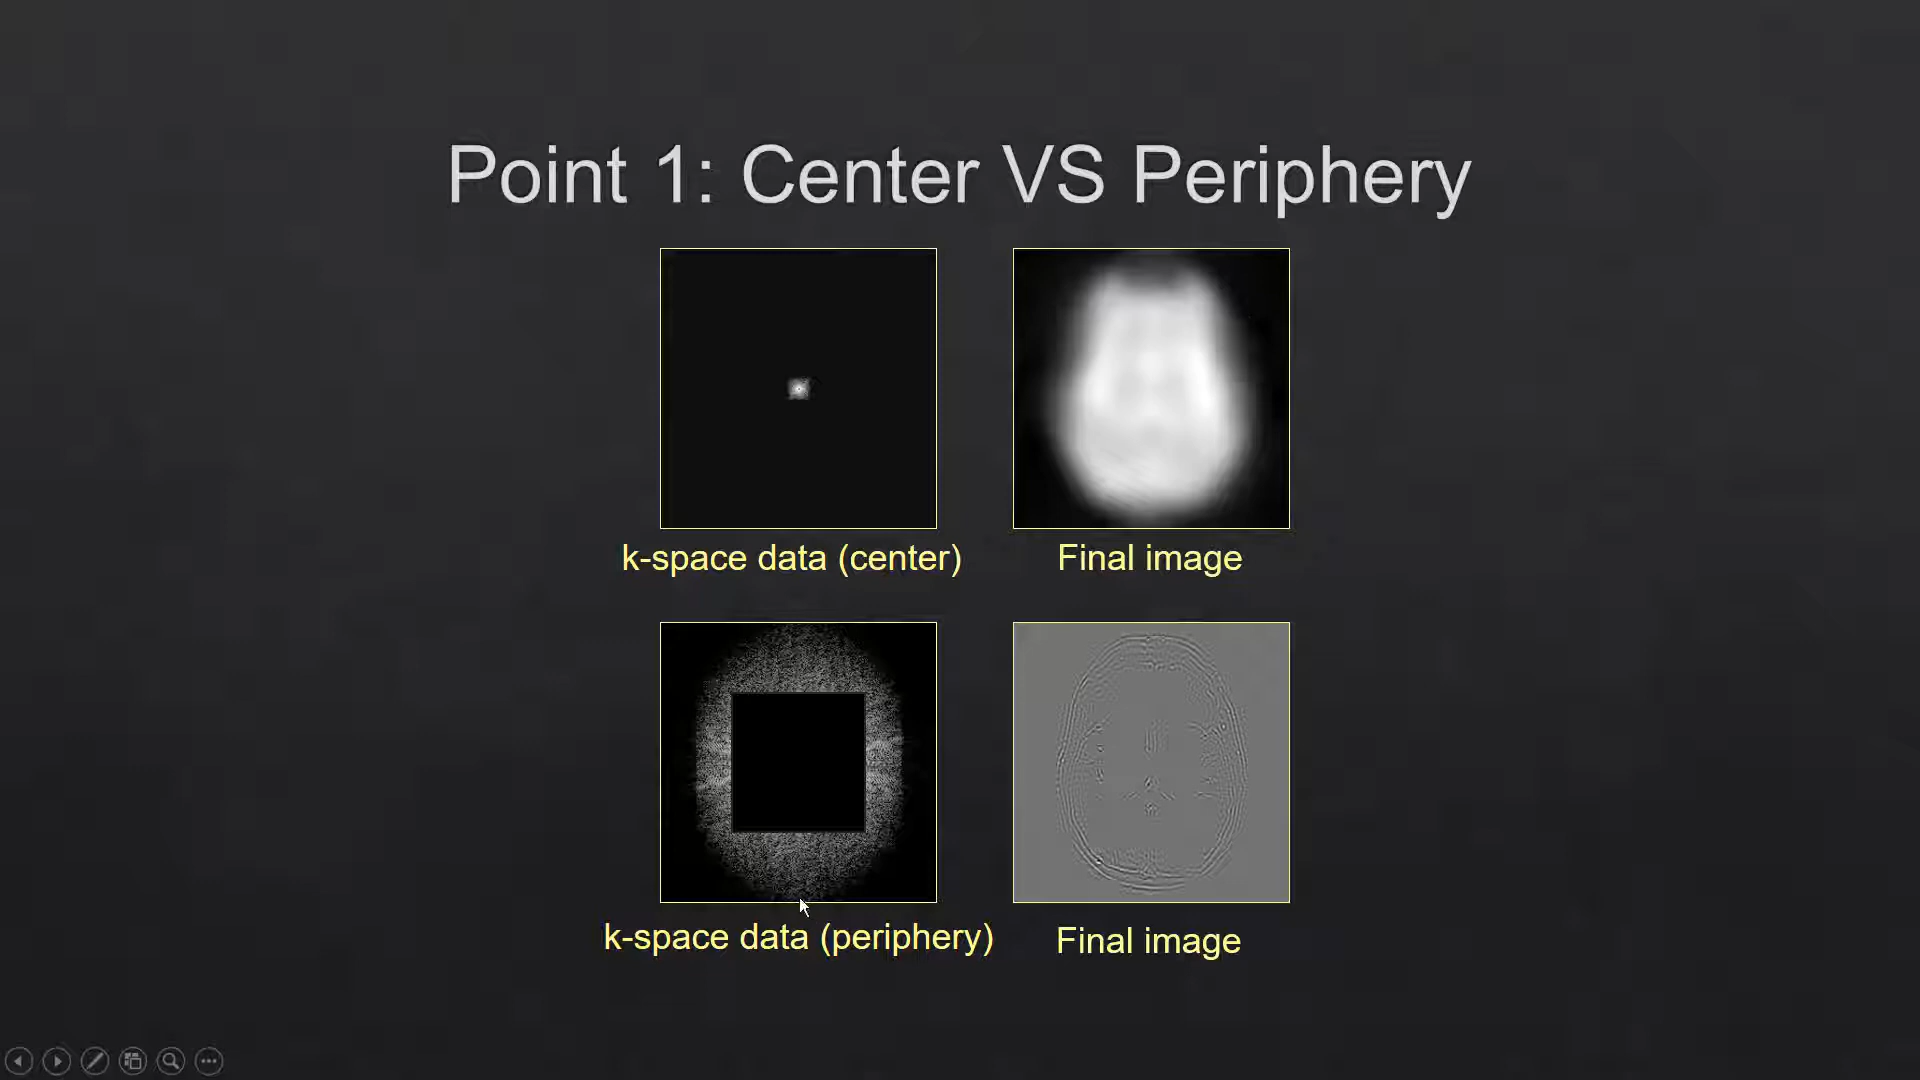 Point 1: Center VS Periphery
k-space data (center)
Final image
k-space data (periphery)
Final image